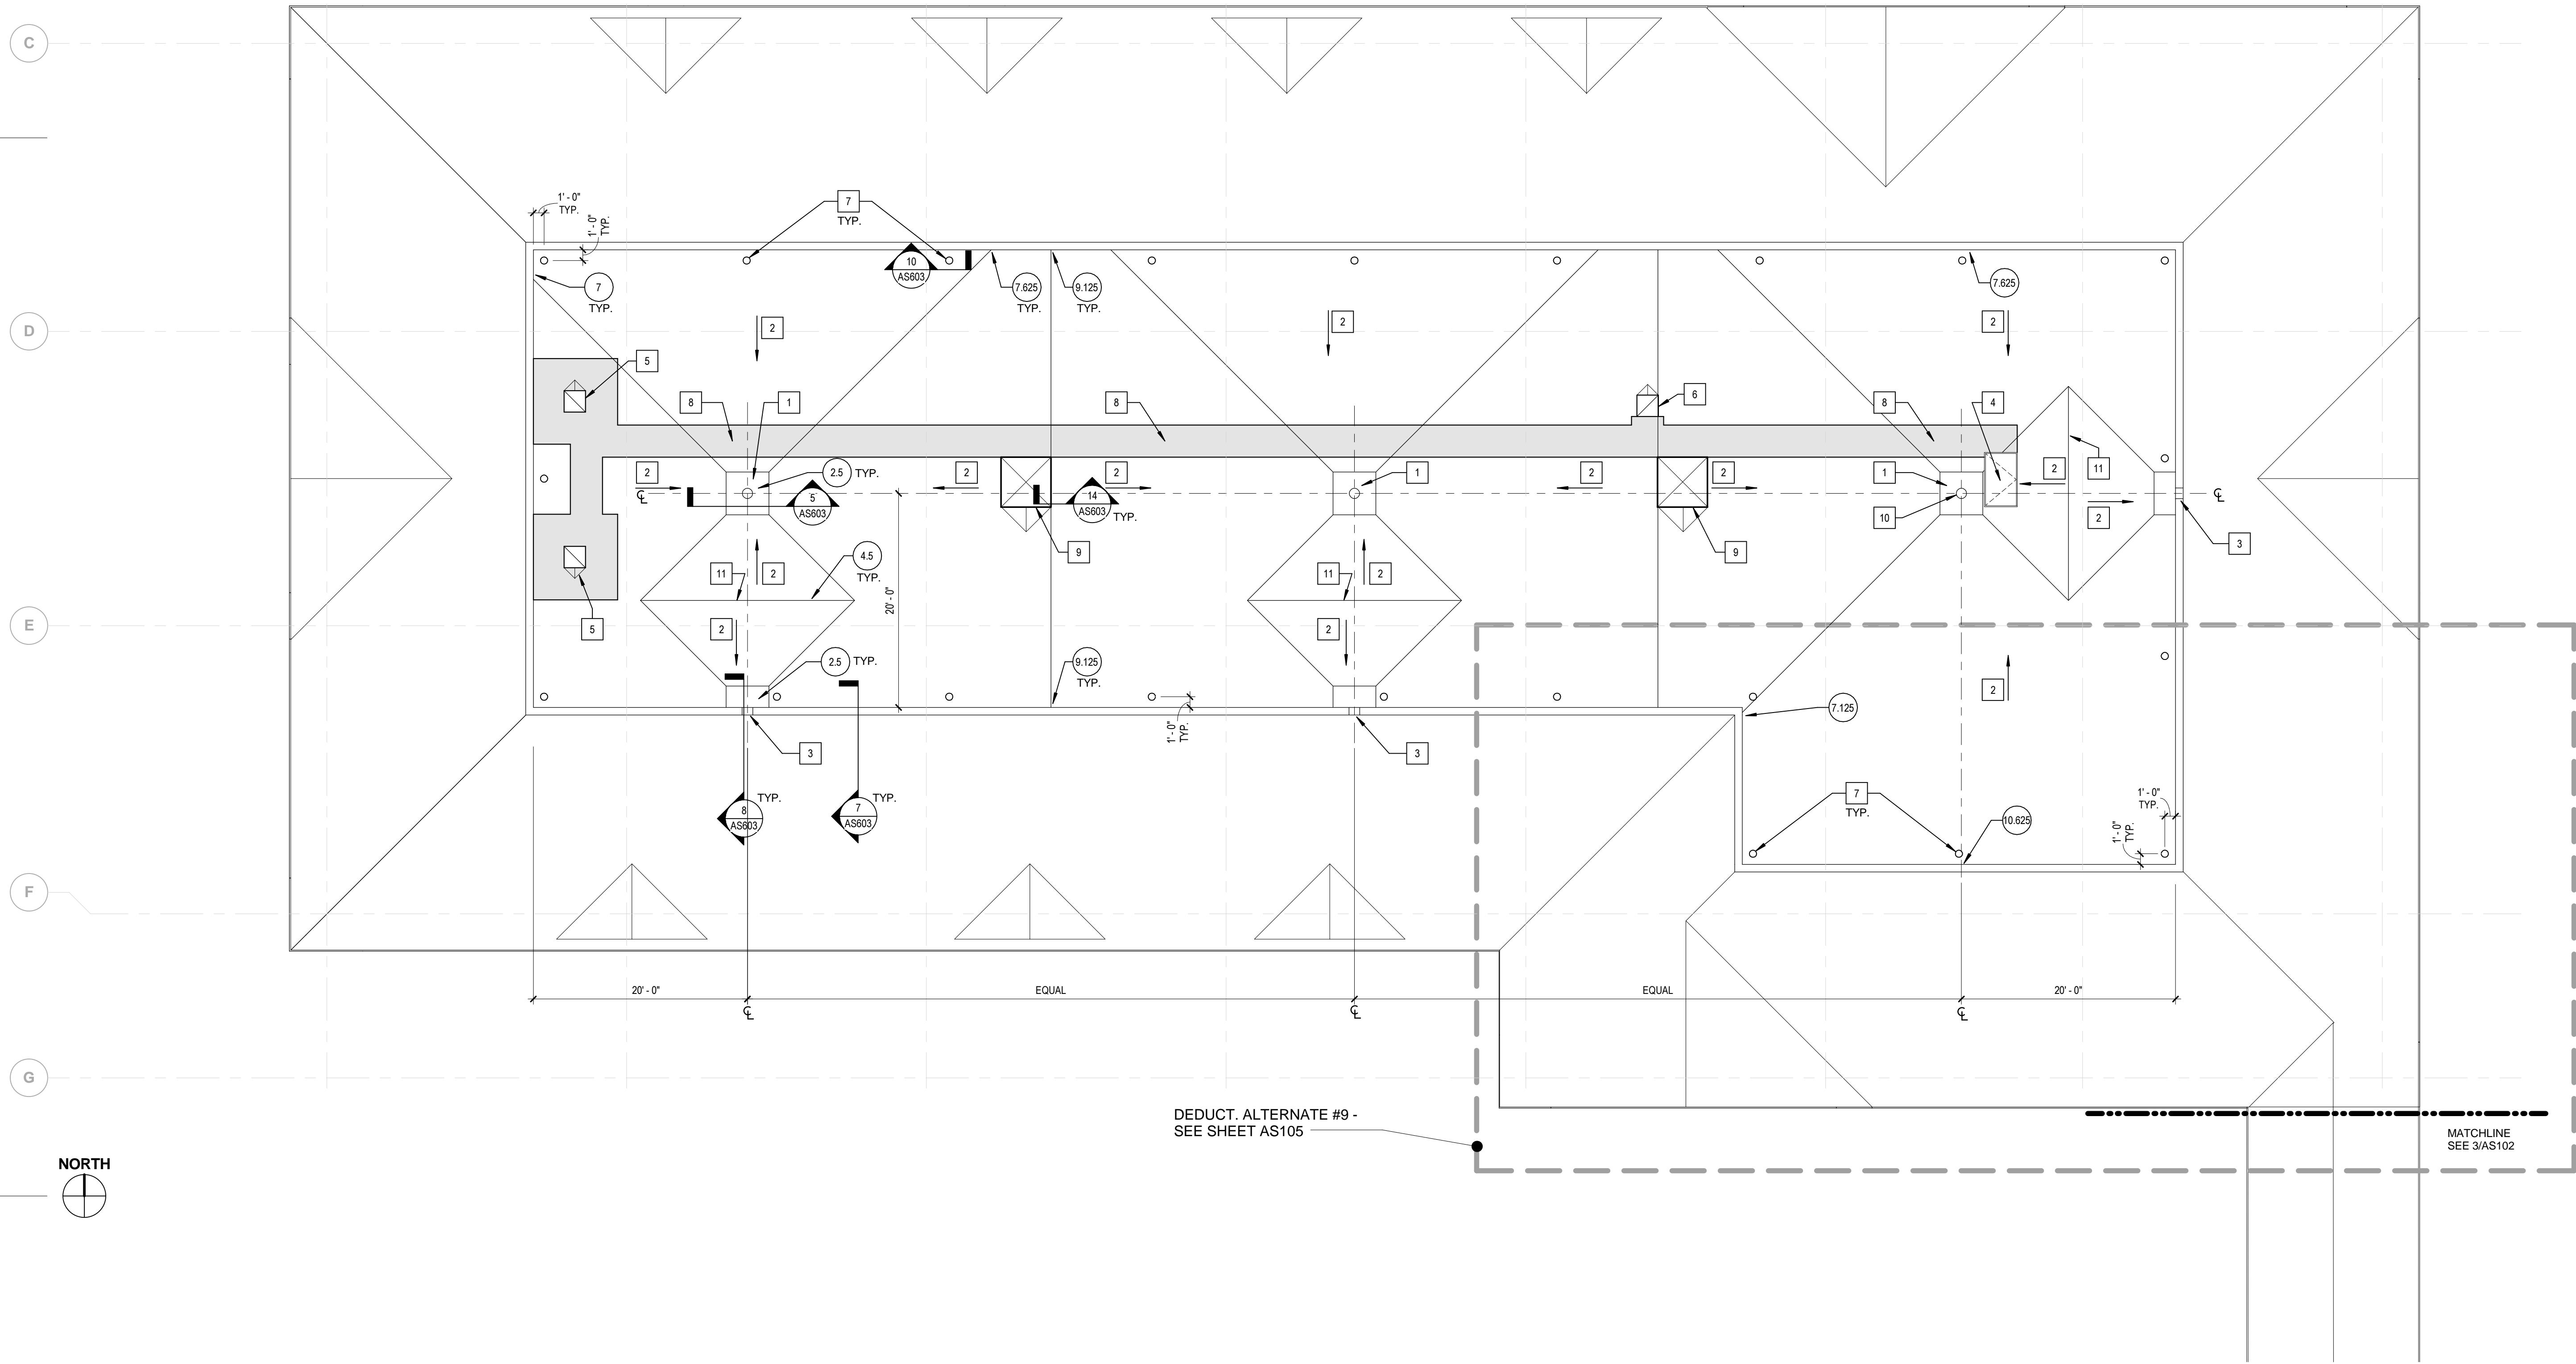 C
1' - 0"
TYP.
1' - 0"
TYP.
7
TYP.
10
AS603
7
TYP.
7.625
TYP.
9.125
TYP.
7.625
D
2
2
2
5
8
1
8
6
8
4
2
2.5
TYP.
2
2
1
2
2
1
2
11
℄
5
AS603
14
AS603
TYP.
℄
10
2
3
9
9
4.5
TYP.
11
2
11
2
20' - 0"
E
5
2
2
2.5
TYP.
9.125
TYP.
2
7.125
1' - 0"
TYP.
3
3
8
AS603
TYP.
7
AS603
TYP.
7
TYP.
10.625
1' - 0"
TYP.
1' - 0"
TYP.
F
20' - 0"
EQUAL
EQUAL
20' - 0"
℄
℄
℄
G
DEDUCT. ALTERNATE #9 -
SEE SHEET AS105
MATCHLINE
SEE 3/AS102
NORTH